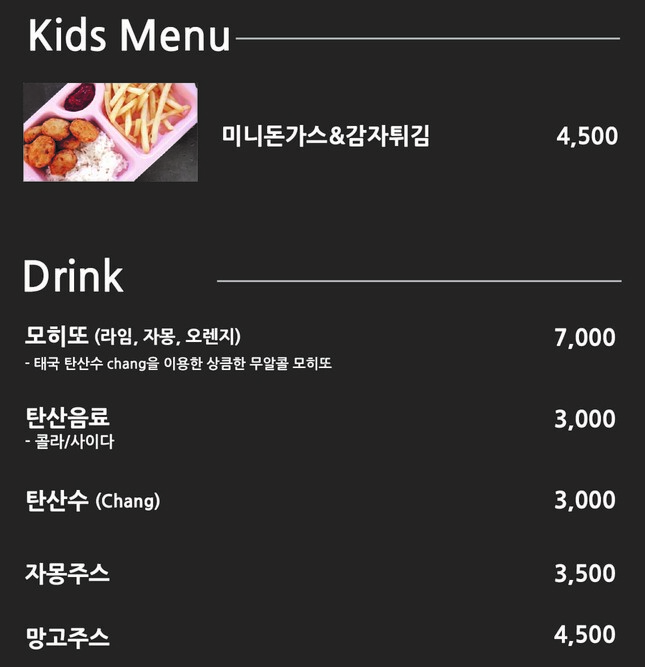 Kids Menu
미니돈가스&감자튀김 4,500
Drink
모히또 (라임, 자몽, 오렌지) 7,000
- 태국 탄산수 chang을 이용한 상큼한 무알콜 모히또
탄산음료 3,000
- 콜라/사이다
탄산수 (Chang) 3,000
자몽주스 3,500
망고주스 4,500